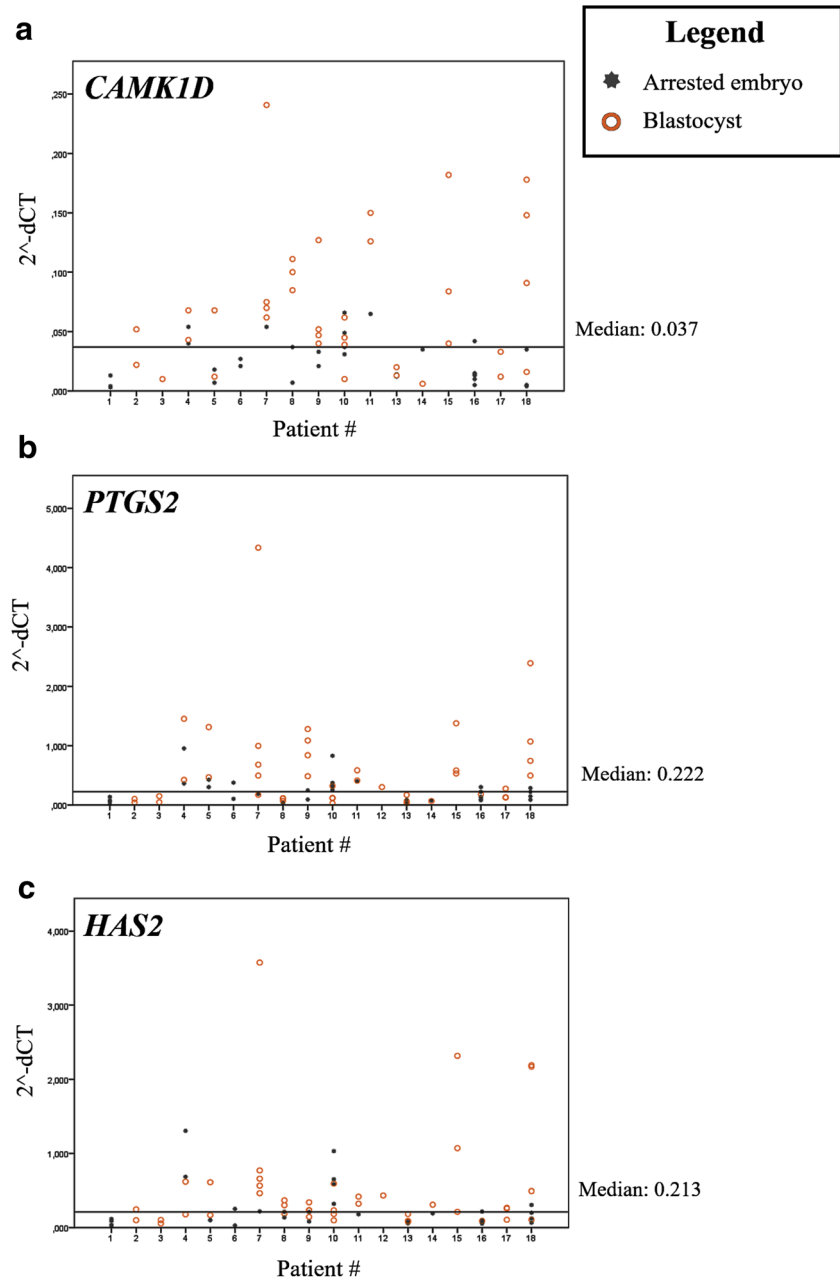 a
Legend
Arrested embryo
Blastocyst
CAMK1D
2^-dCT
,250
,200
,150
,100
,050
,000
Median: 0.037
1 2 3 4 5 6 7 8 9 10 11 13 14 15 16 17 18
Patient #
b
PTGS2
2^-dCT
5,000
4,000
3,000
2,000
1,000
,000
Median: 0.222
1 2 3 4 5 6 7 8 9 10 11 12 13 14 15 16 17 18
Patient #
c
HAS2
2^-dCT
4,000
3,000
2,000
1,000
,000
Median: 0.213
1 2 3 4 5 6 7 8 9 10 11 12 13 14 15 16 17 18
Patient #